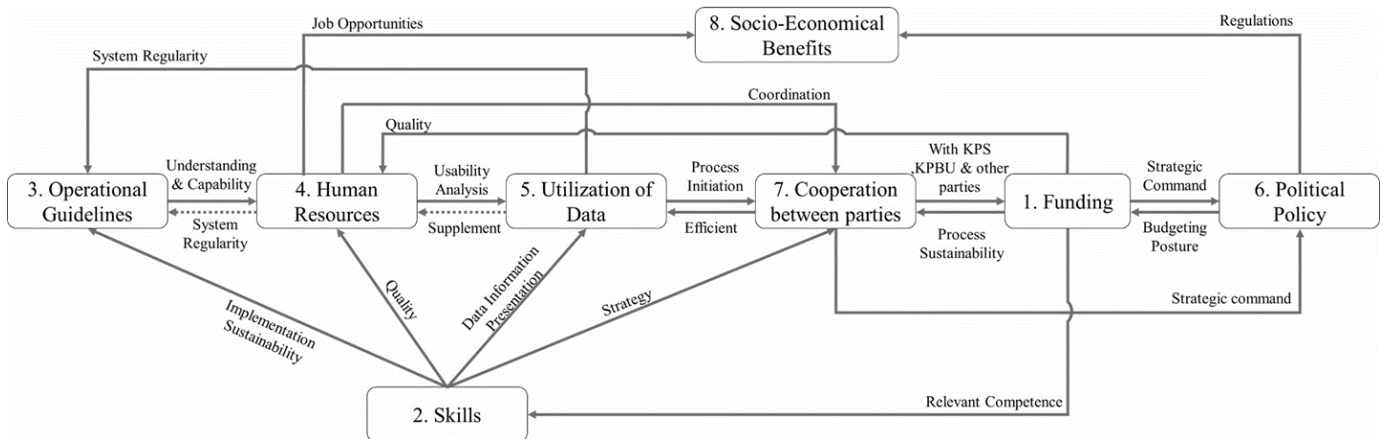 Job Opportunities
8. Socio-Economical
Benefits
Regulations
System Regularity
Coordination
Quality
Understanding
& Capability
Usability
Analysis
Process
Initiation
With KPS
,KPBU & other
parties
Strategic
Command
3. Operational
Guidelines
4. Human
Resources
5. Utilization of
Data
7. Cooperation
between parties
1. Funding
6. Political
Policy
System
Regularity
Supplement
Efficient
Process
Sustainability
Budgeting
Posture
Implementation
Sustainability
Quality
Data Information
Presentation
Strategy
Strategic command
2. Skills
Relevant Competence